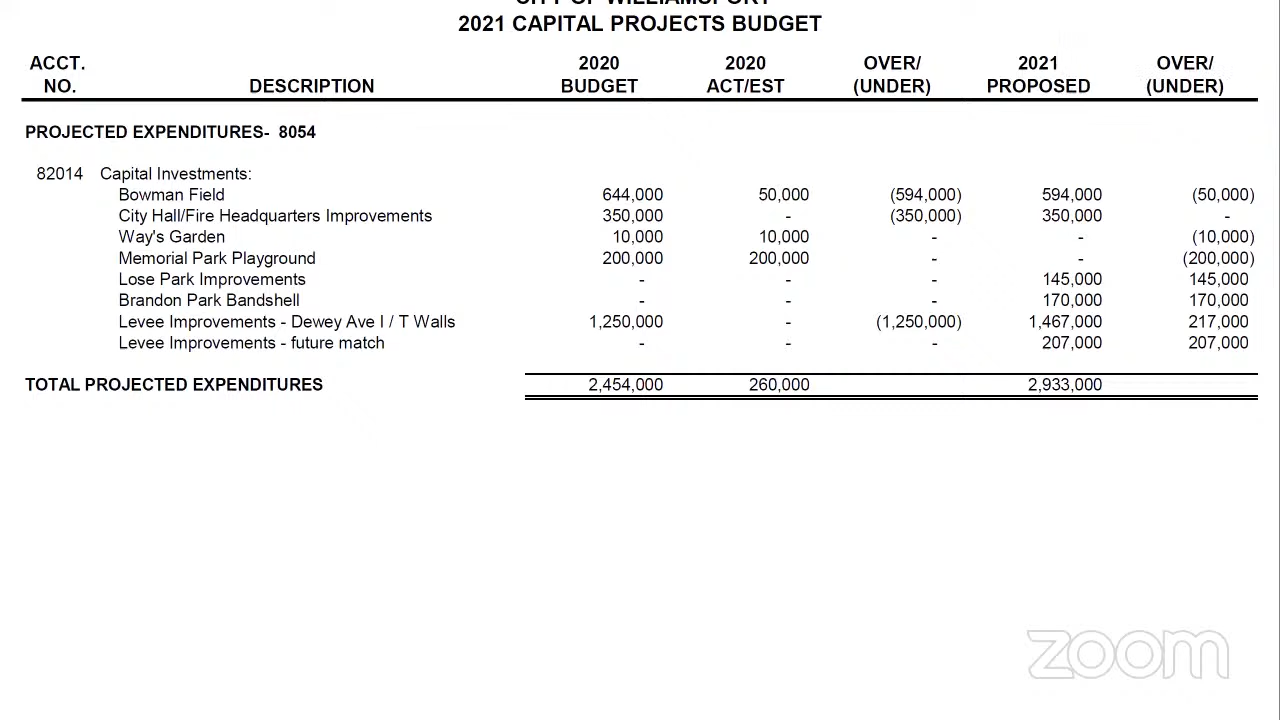 CITY OF WILLIAMSPORT
2021 CAPITAL PROJECTS BUDGET
ACCT. 2020 2020 OVER/ 2021 OVER/
NO. DESCRIPTION BUDGET ACT/EST (UNDER) PROPOSED (UNDER)
PROJECTED EXPENDITURES- 8054
82014 Capital Investments:
Bowman Field 644,000 50,000 (594,000) 594,000 (50,000)
City Hall/Fire Headquarters Improvements 350,000 - (350,000) 350,000 -
Way's Garden 10,000 10,000 - - (10,000)
Memorial Park Playground 200,000 200,000 - - (200,000)
Lose Park Improvements - - - 145,000 145,000
Brandon Park Bandshell - - - 170,000 170,000
Levee Improvements - Dewey Ave I / T Walls 1,250,000 - (1,250,000) 1,467,000 217,000
Levee Improvements - future match - - - 207,000 207,000
TOTAL PROJECTED EXPENDITURES 2,454,000 260,000 2,933,000
zoom